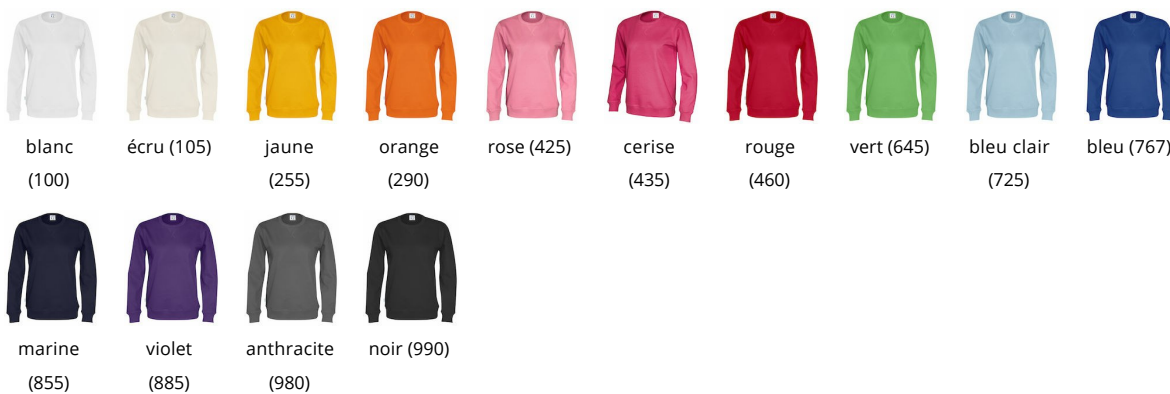 blanc
(100)
écru (105)
jaune
(255)
orange
(290)
rose (425)
cerise
(435)
rouge
(460)
vert (645)
bleu clair
(725)
bleu (767)
marine
(855)
violet
(885)
anthracite
(980)
noir (990)